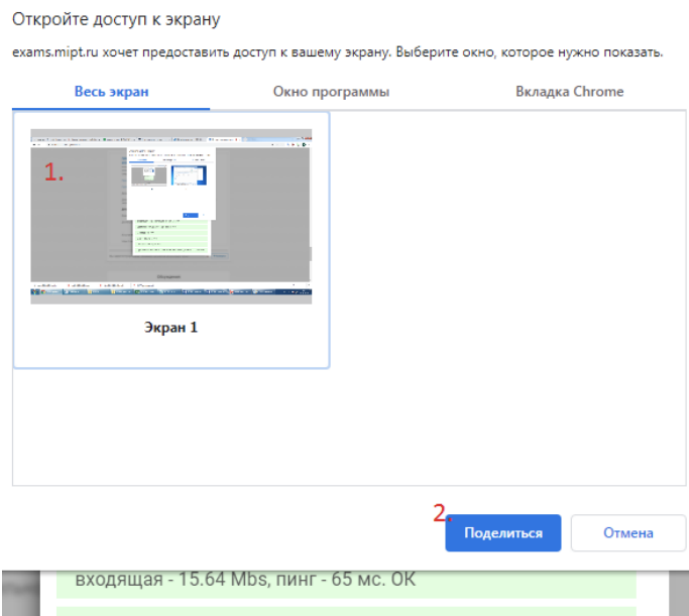 Откройте доступ к экрану
exams.mipt.ru хочет предоставить доступ к вашему экрану. Выберите окно, которое нужно показать.
Весь экран Окно программы Вкладка Chrome
1.
Экран 1
2.
Поделиться Отмена
входящая - 15.64 Mbs, пинг - 65 мс. ОК